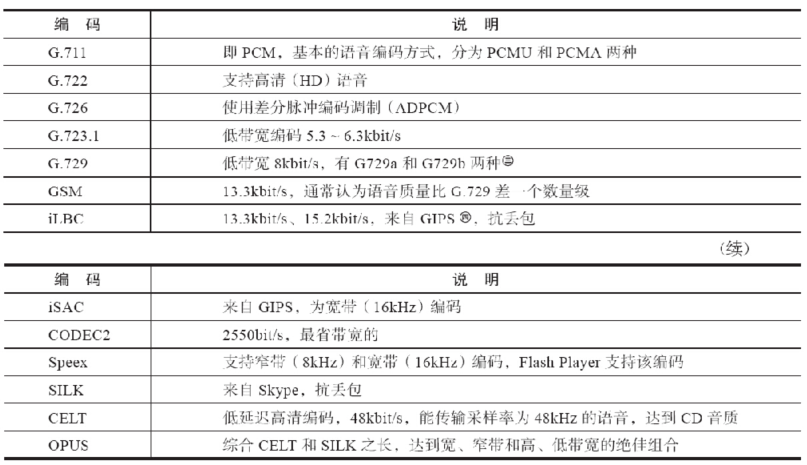 编 码 说 明
G.711 即 PCM，基本的语音编码方式，分为 PCMU 和 PCMA 两种
G.722 支持高清（HD）语音
G.726 使用差分脉冲编码调制（ADPCM）
G.723.1 低带宽编码 5.3～6.3kbit/s
G.729 低带宽 8kbit/s，有 G729a 和 G729b 两种㊂
GSM 13.3kbit/s，通常认为语音质量比 G.729 差一个数量级
iLBC 13.3kbit/s、15.2kbit/s，来自 GIPS㊃，抗丢包
（续）
编 码 说 明
iSAC 来自 GIPS，为宽带（16kHz）编码
CODEC2 2550bit/s，最省带宽的
Speex 支持窄带（8kHz）和宽带（16kHz）编码，Flash Player 支持该编码
SILK 来自 Skype，抗丢包
CELT 低延迟高清编码，48kbit/s，能传输采样率为 48kHz 的语音，达到 CD 音质
OPUS 综合 CELT 和 SILK 之长，达到宽、窄带和高、低带宽的绝佳组合